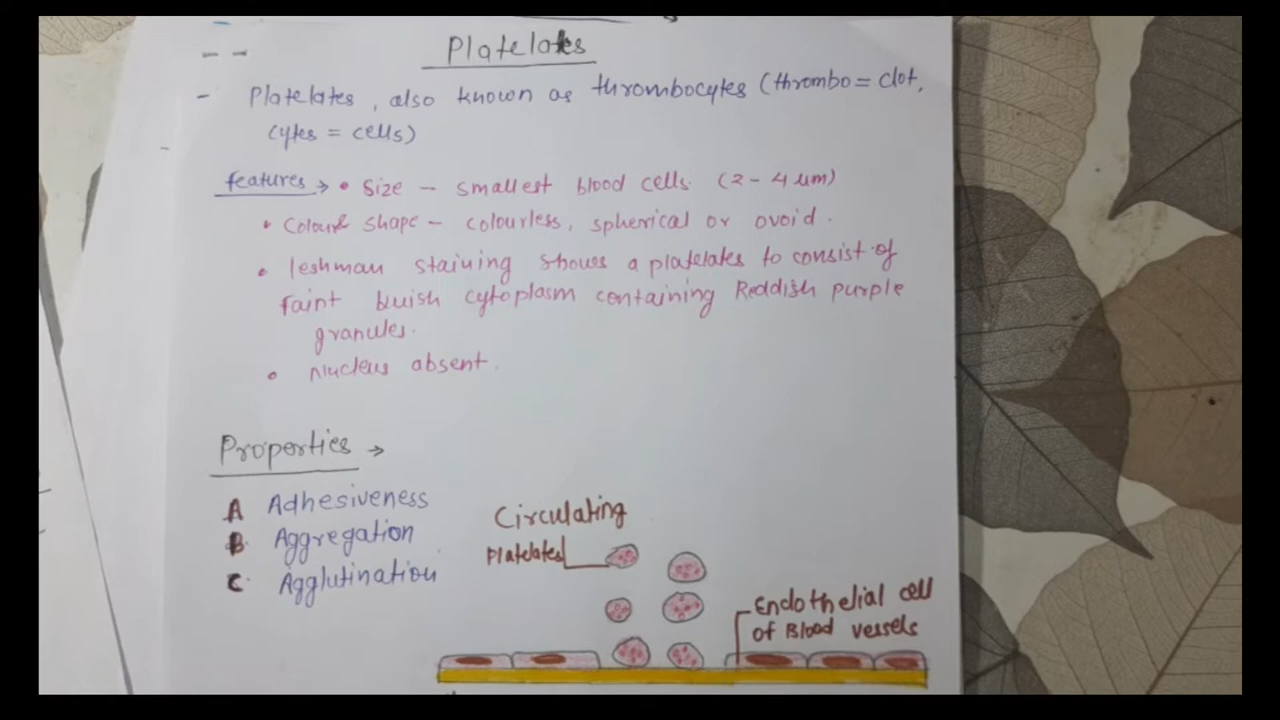 Platelates
- Platelates, also known as thrombocytes (thrombo = clot,
cytes = cells)
features → • Size - smallest blood cells. (2 - 4 um)
• Colour shape - colourless, spherical or ovoid.
• leshman staining shows a platelates to consist of
faint buish cytoplasm containing Reddish purple
granules.
• Nucleus absent.
Properties →
A Adhesiveness
B. Aggregation
C. Agglutination
Circulating
platelates
Endothelial cell
of Blood vessels